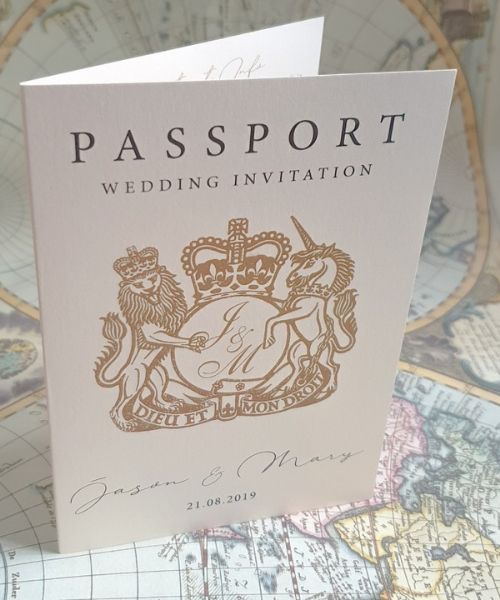 PASSPORT
WEDDING INVITATION
J & M
DIEU ET MON DROIT
Jason & Mary
21.08.2019